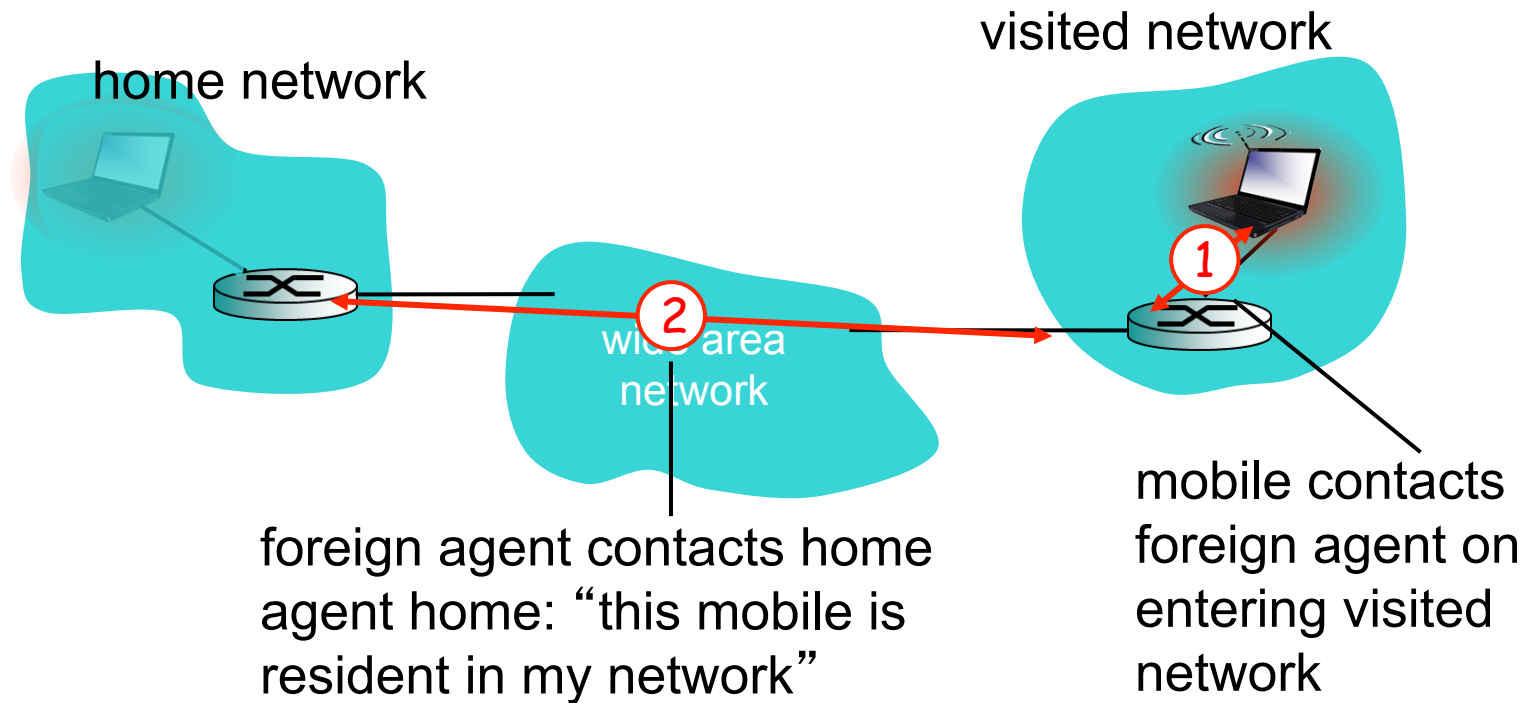 visited network
home network
1
2
wide area
network
foreign agent contacts home
agent home: “this mobile is
resident in my network”
mobile contacts
foreign agent on
entering visited
network